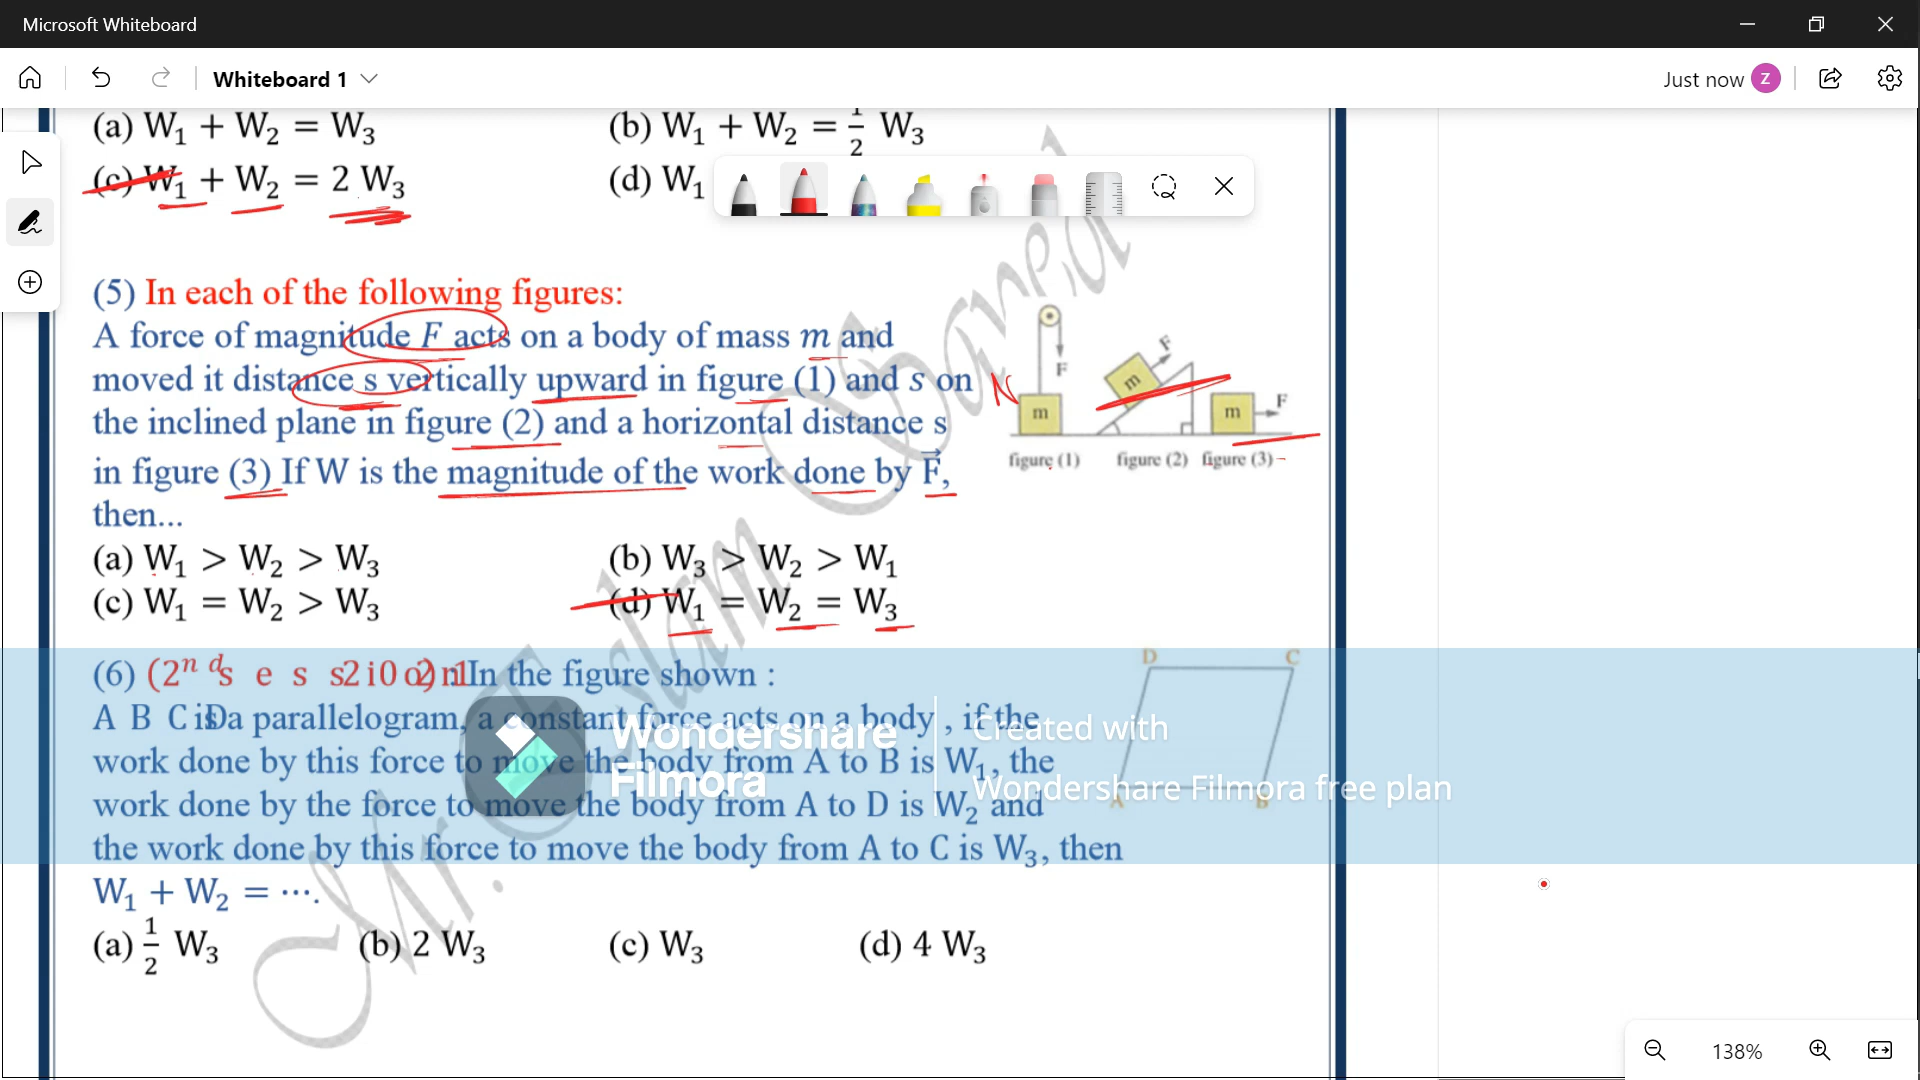 Microsoft Whiteboard
Whiteboard 1
Just now Z
(a) W₁ + W₂ = W₃ (b) W₁ + W₂ = 1/2 W₃
(c) W₁ + W₂ = 2 W₃ (d) W₁
(5) In each of the following figures:
A force of magnitude F acts on a body of mass m and
moved it distance s vertically upward in figure (1) and s on
the inclined plane in figure (2) and a horizontal distance s
in figure (3) If W is the magnitude of the work done by F⃗,
then...
F
m
figure (1)
F
m
figure (2)
F
m
figure (3)
(a) W₁ > W₂ > W₃ (b) W₃ > W₂ > W₁
(c) W₁ = W₂ > W₃ (d) W₁ = W₂ = W₃
(6) (2ⁿᵈ In the figure shown :
A B C D is a parallelogram, a constant force acts on a body , if the
work done by this force to move the body from A to B is W₁, the
work done by the force to move the body from A to D is W₂ and
the work done by this force to move the body from A to C is W₃, then
W₁ + W₂ = ⋯.
(a) 1/2 W₃ (b) 2 W₃ (c) W₃ (d) 4 W₃
D C
A B
Wondershare
Filmora
Created with
Wondershare Filmora free plan
138%